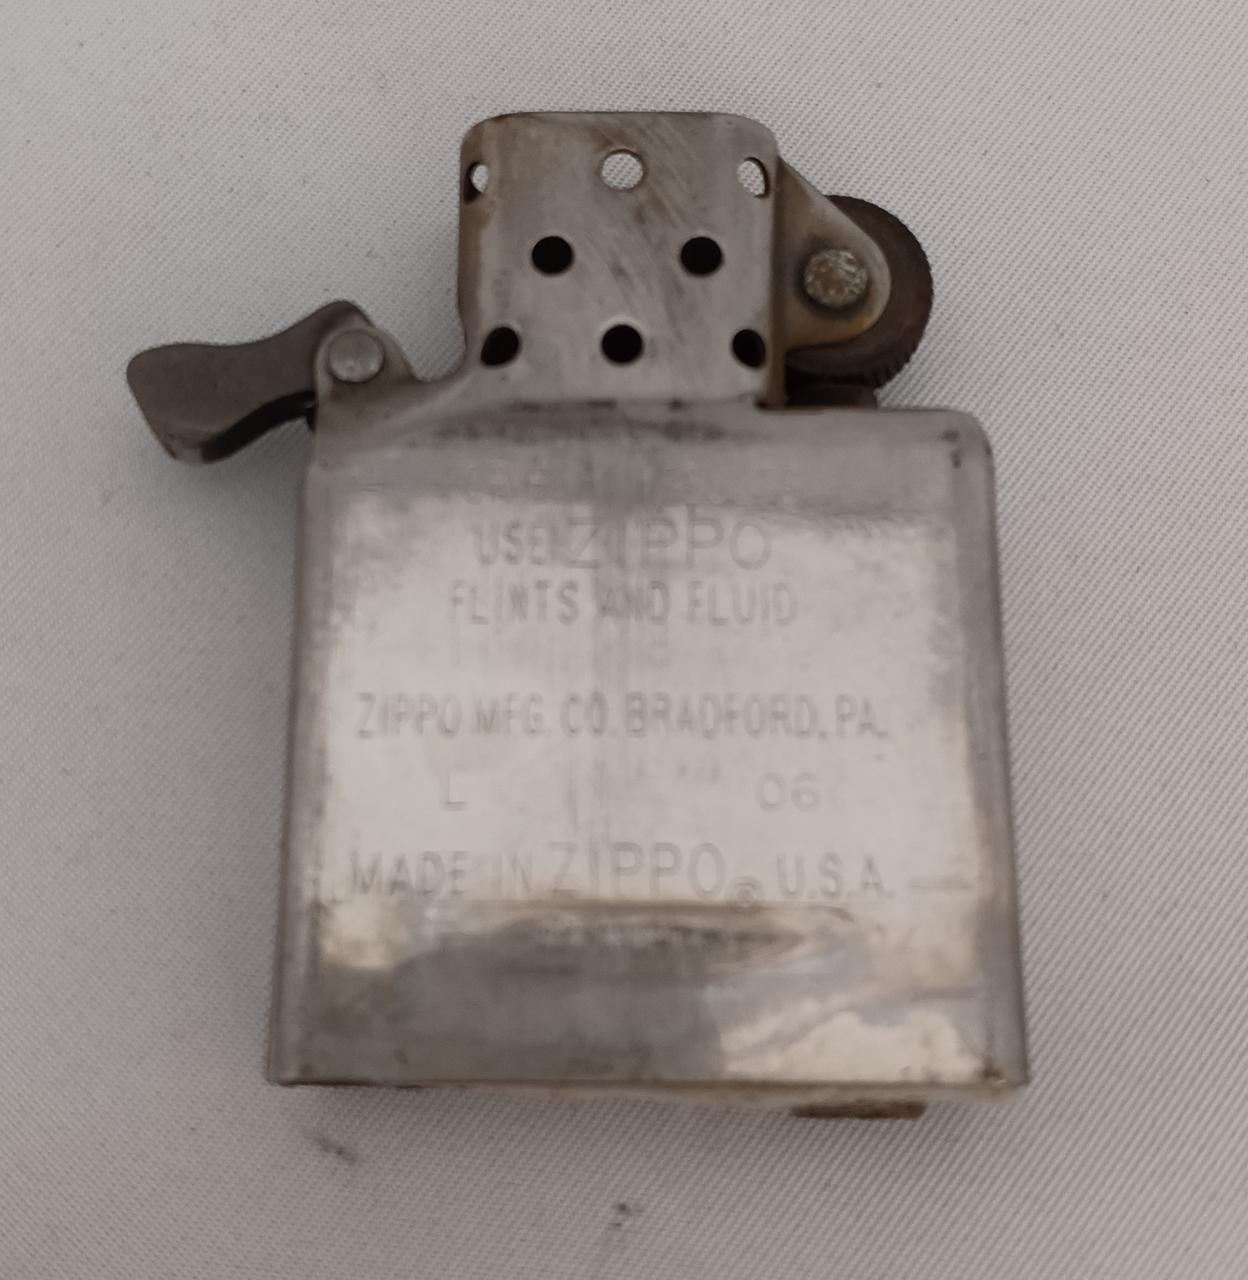 USE ZIPPO
FLINTS AND FLUID
ZIPPO MFG. CO. BRADFORD, PA.
L 06
MADE IN ZIPPO® U.S.A.